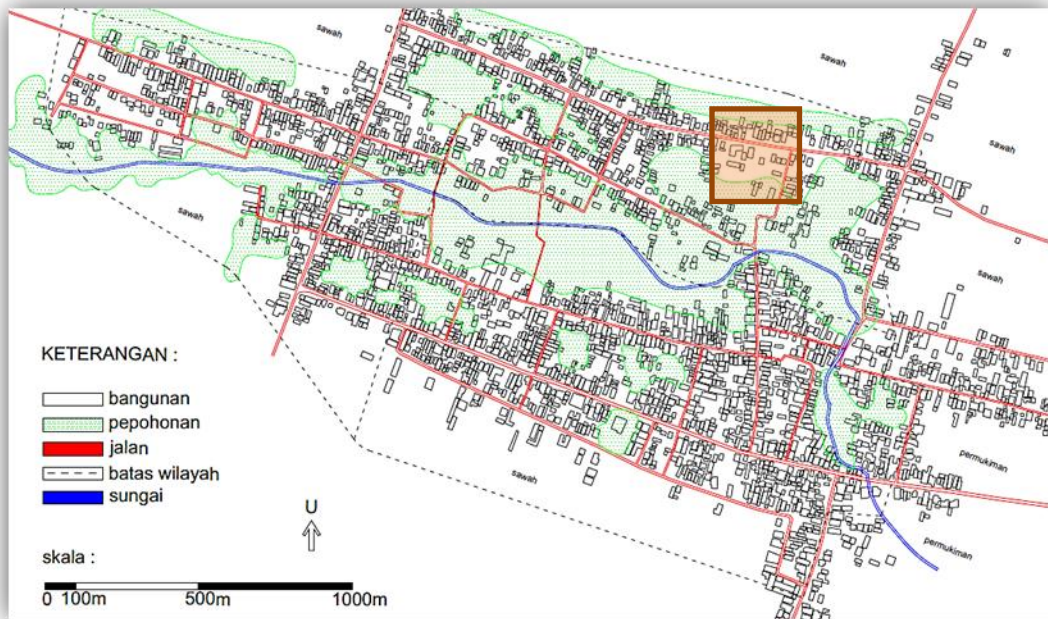 sawah
sawah
sawah
sawah
sawah
sawah
permukiman
permukiman
KETERANGAN :
bangunan
pepohonan
jalan
batas wilayah
sungai
U
skala :
0 100m 500m 1000m